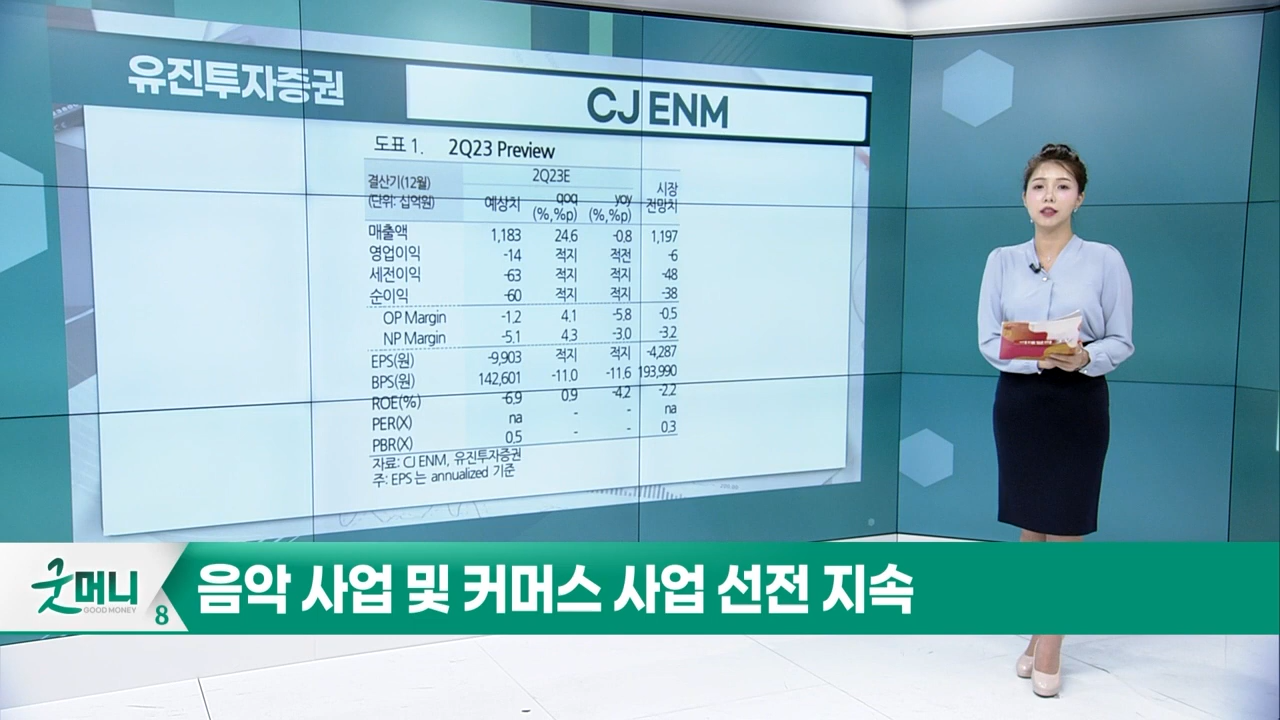 유진투자증권
CJ ENM
도표 1. 2Q23 Preview
결산기(12월) 2Q23E 시장
(단위: 십억원) 예상치 qoq yoy 전망치
(%,%p) (%,%p)
매출액 1,183 24.6 -0.8 1,197
영업이익 -14 적지 적전 -6
세전이익 -63 적지 적지 -48
순이익 -60 적지 적지 -38
OP Margin -1.2 4.1 -5.8 -0.5
NP Margin -5.1 4.3 -3.0 -3.2
EPS(원) -9,903 적지 적지 -4,287
BPS(원) 142,601 -11.0 -11.6 193,990
ROE(%) -6.9 0.9 -4.2 -2.2
PER(X) na - - na
PBR(X) 0.5 - - 0.3
자료: CJ ENM, 유진투자증권
주: EPS는 annualized 기준
굿머니
GOOD MONEY
8
음악 사업 및 커머스 사업 선전 지속